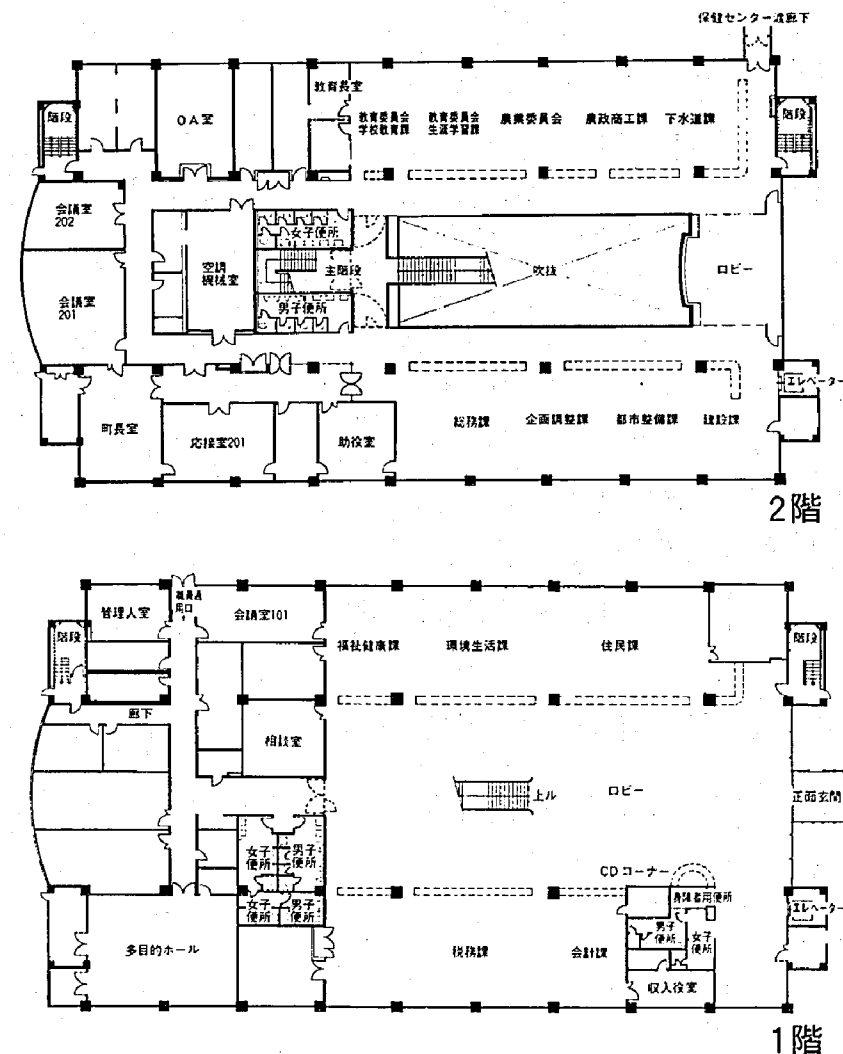 保健センター渡廊下
階段
OA室
教育長室
教育委員会
学校教育課
教育委員会
生涯学習課
農業委員会
農政商工課
下水道課
階段
会議室
202
会議室
201
空調
機械室
女子便所
主階段
男子便所
吹抜
ロビー
エレベーター
町長室
応接室201
助役室
総務課
企画調整課
都市整備課
建設課
2階
管理人室
職員通
用口
会議室101
階段
福祉健康課
環境生活課
住民課
階段
廊下
相談室
上ル
ロビー
正面玄関
女子
便所
男子
便所
CDコーナー
身障者用便所
女子
便所
男子
便所
エレベーター
多目的ホール
税務課
会計課
男子
便所
女子
便所
収入役室
1階